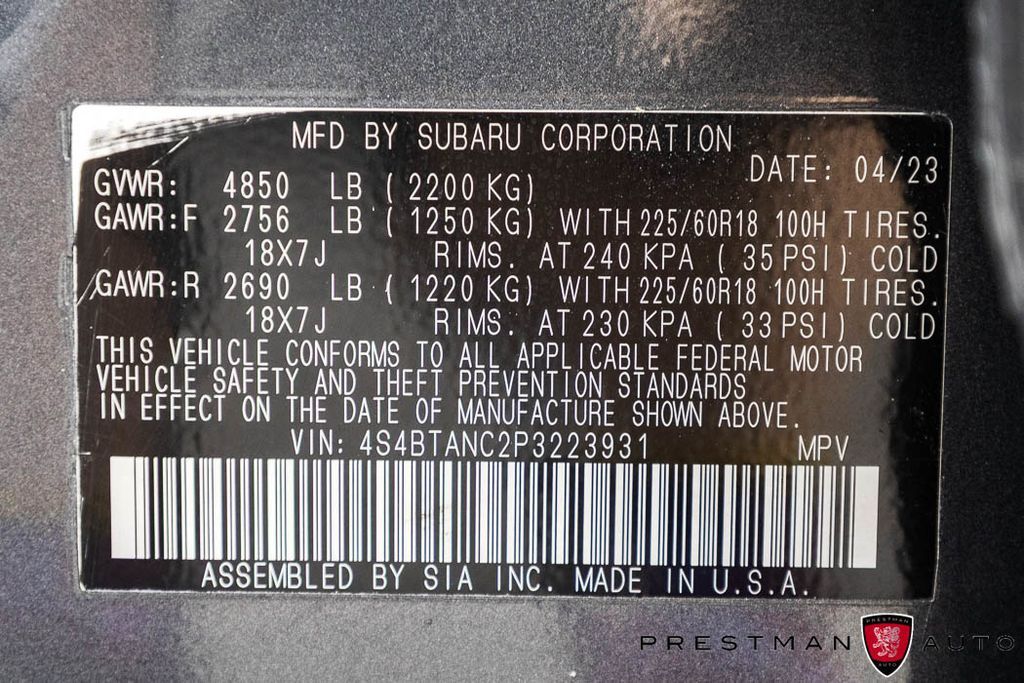 MFD BY SUBARU CORPORATION
DATE: 04/23
GVWR: 4850 LB ( 2200 KG)
GAWR:F 2756 LB ( 1250 KG) WITH 225/60R18 100H TIRES.
18X7J RIMS. AT 240 KPA ( 35 PSI) COLD
GAWR:R 2690 LB ( 1220 KG) WITH 225/60R18 100H TIRES.
18X7J RIMS. AT 230 KPA ( 33 PSI) COLD
THIS VEHICLE CONFORMS TO ALL APPLICABLE FEDERAL MOTOR
VEHICLE SAFETY AND THEFT PREVENTION STANDARDS
IN EFFECT ON THE DATE OF MANUFACTURE SHOWN ABOVE.
VIN: 4S4BTANC2P3223931 MPV
ASSEMBLED BY SIA INC. MADE IN U.S.A.
PRESTMAN AUTO
PRESTMAN
AUTO